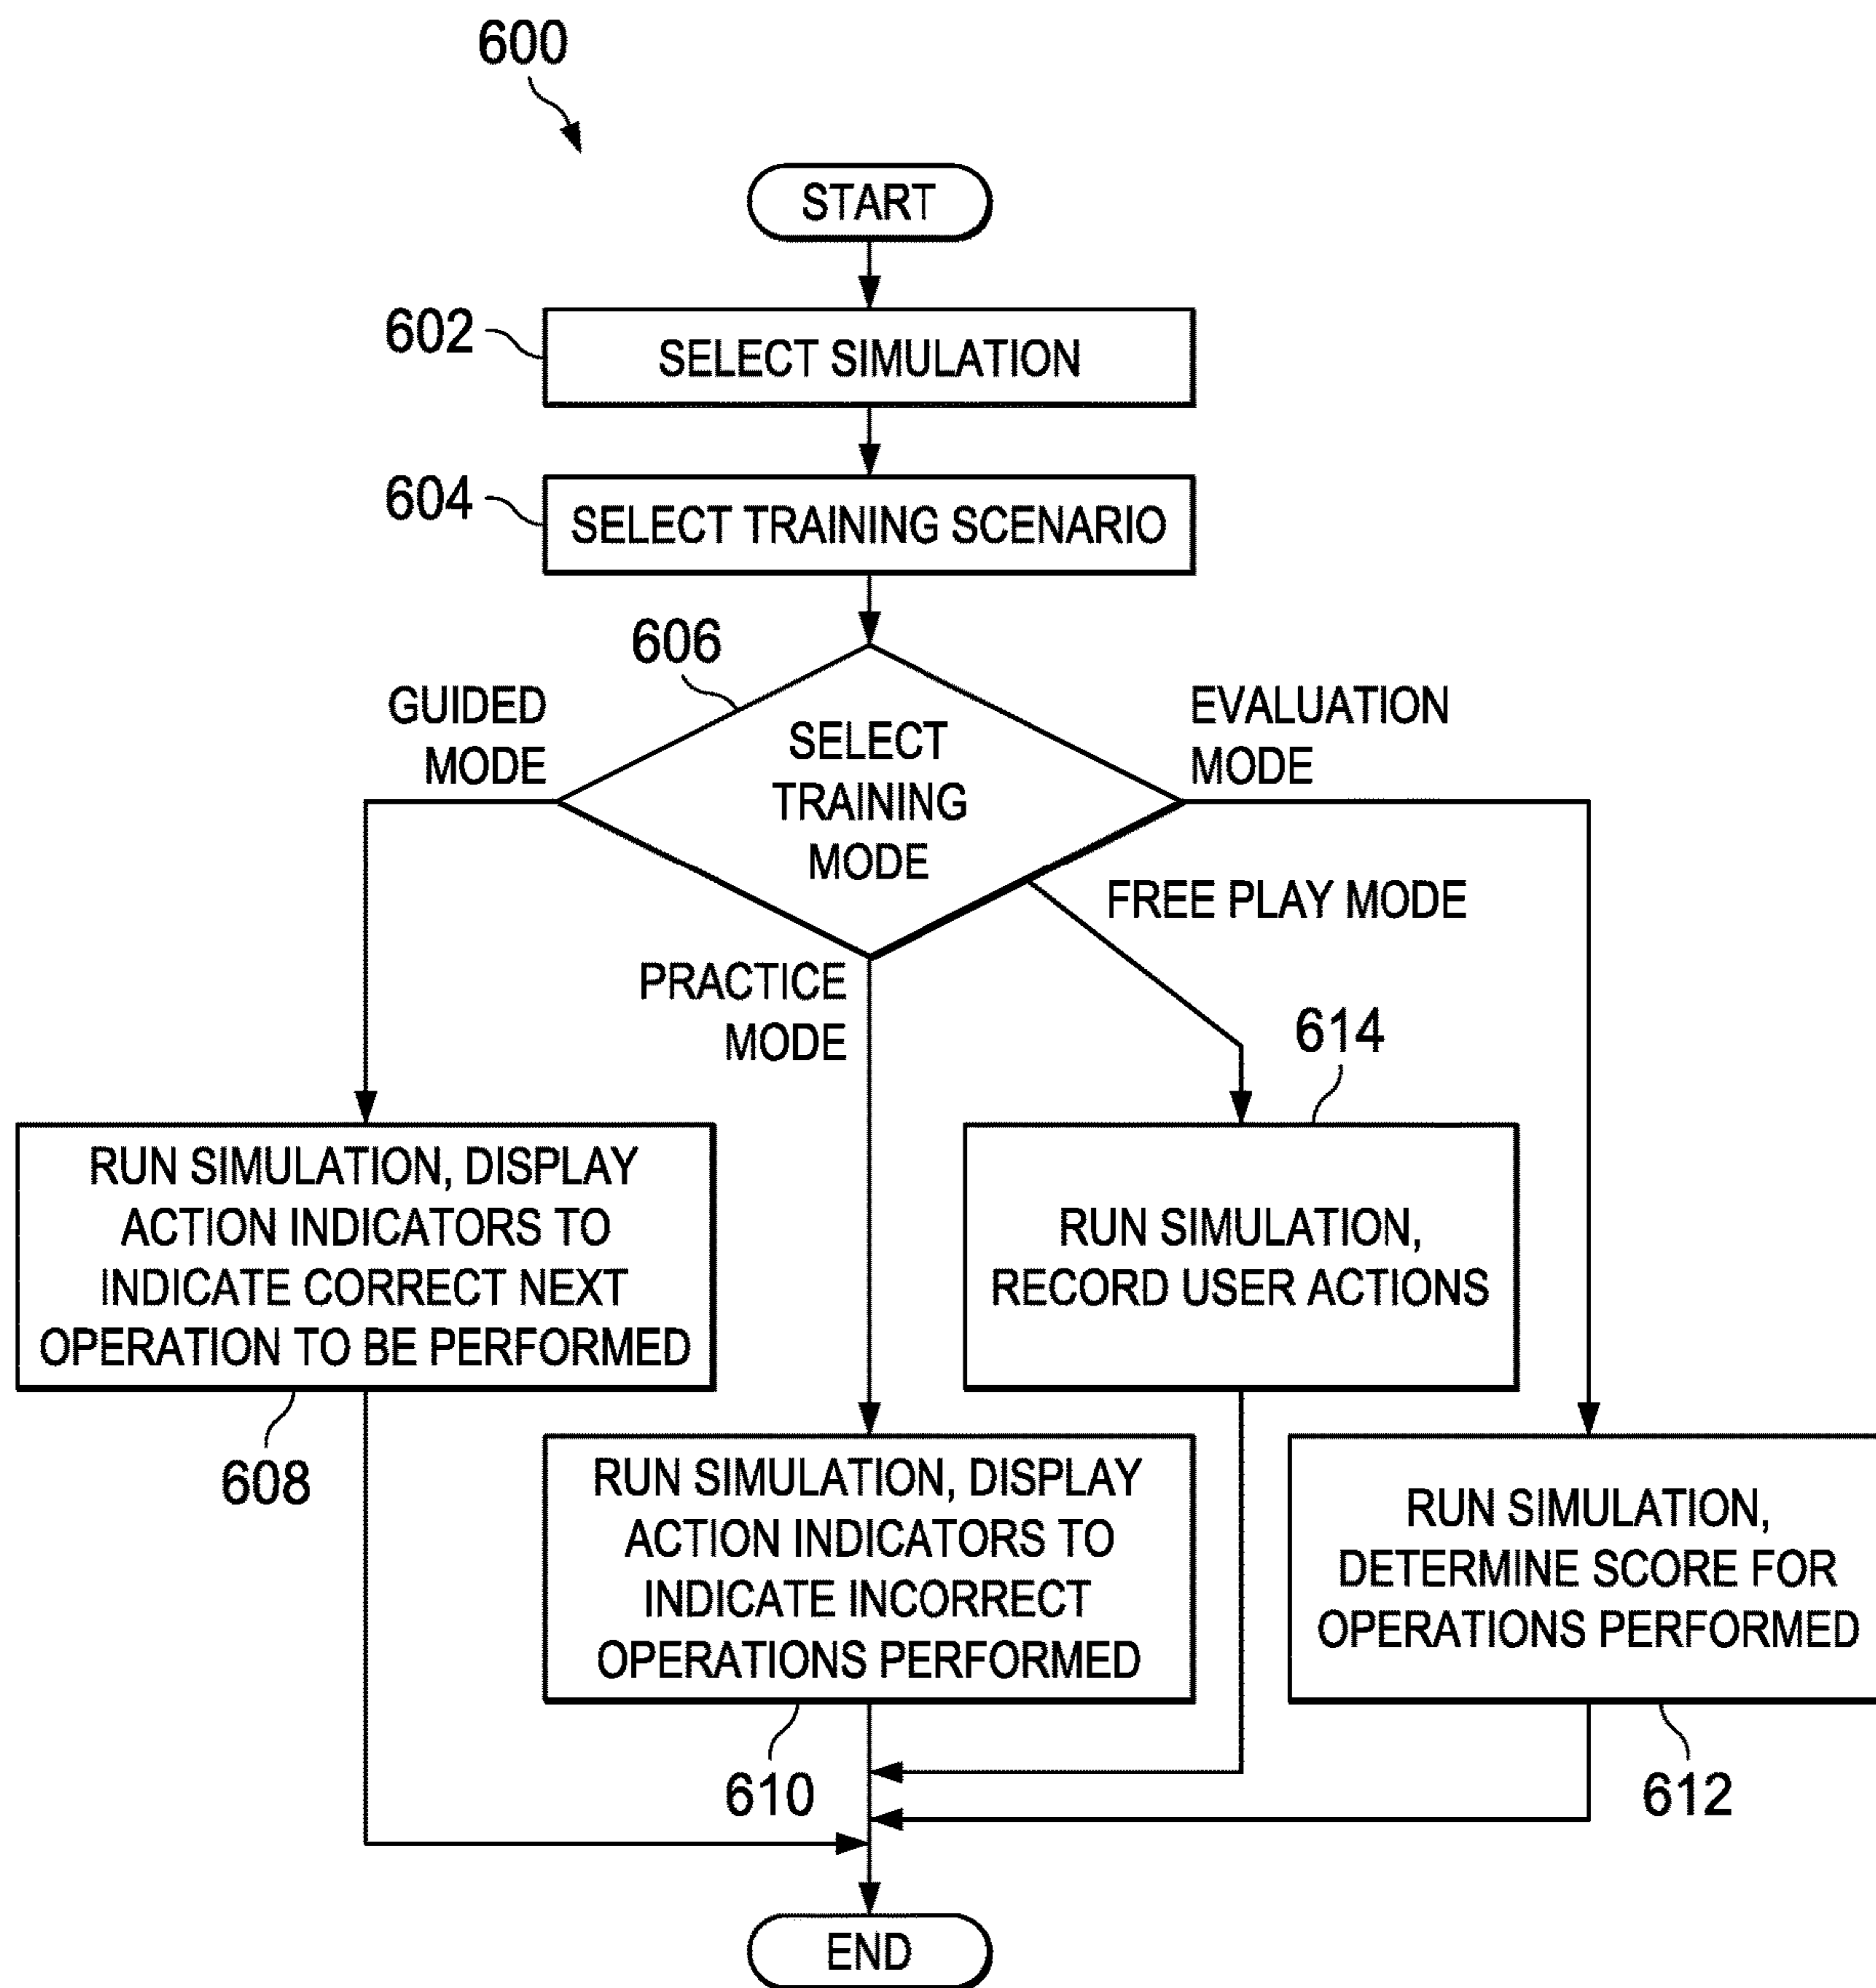 600
START
602
SELECT SIMULATION
604
SELECT TRAINING SCENARIO
606
GUIDED
MODE
SELECT
TRAINING
MODE
EVALUATION
MODE
FREE PLAY MODE
PRACTICE
MODE
614
RUN SIMULATION, DISPLAY
ACTION INDICATORS TO
INDICATE CORRECT NEXT
OPERATION TO BE PERFORMED
608
RUN SIMULATION,
RECORD USER ACTIONS
RUN SIMULATION, DISPLAY
ACTION INDICATORS TO
INDICATE INCORRECT
OPERATIONS PERFORMED
610
RUN SIMULATION,
DETERMINE SCORE FOR
OPERATIONS PERFORMED
612
END